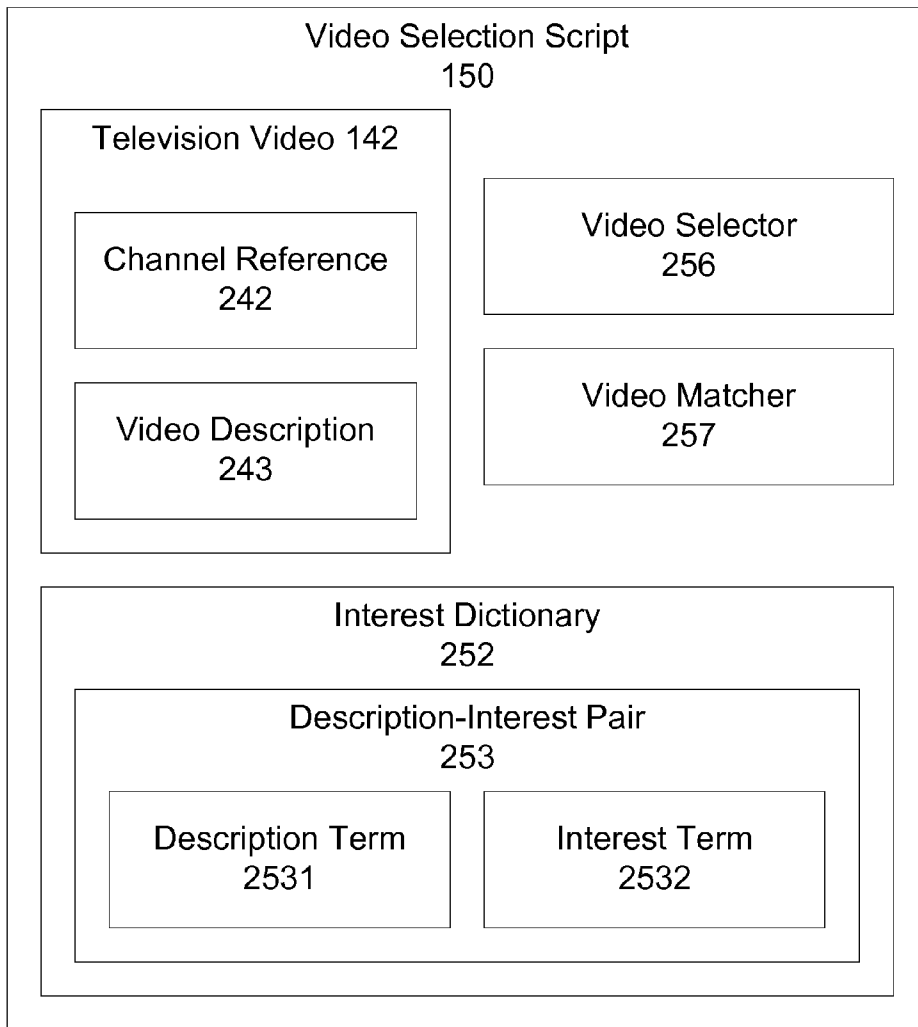 Video Selection Script
150
Television Video 142
Channel Reference
242
Video Description
243
Video Selector
256
Video Matcher
257
Interest Dictionary
252
Description-Interest Pair
253
Description Term
2531
Interest Term
2532